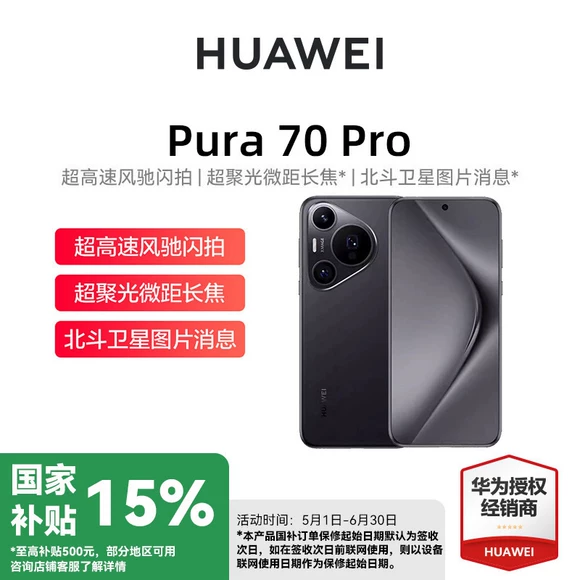 HUAWEI
Pura 70 Pro
超高速风驰闪拍 | 超聚光微距长焦* | 北斗卫星图片消息*
超高速风驰闪拍
超聚光微距长焦
北斗卫星图片消息
HUAWEI
国家
补贴
15%
*至高补贴500元，部分地区可用
咨询店铺客服了解详情
活动时间：5月1日-6月30日
*本产品国补订单保修起始日期默认为签收
次日，如在签收次日前联网使用，则以设备
联网使用日期作为保修起始日期。
华为授权
经销商
HUAWEI